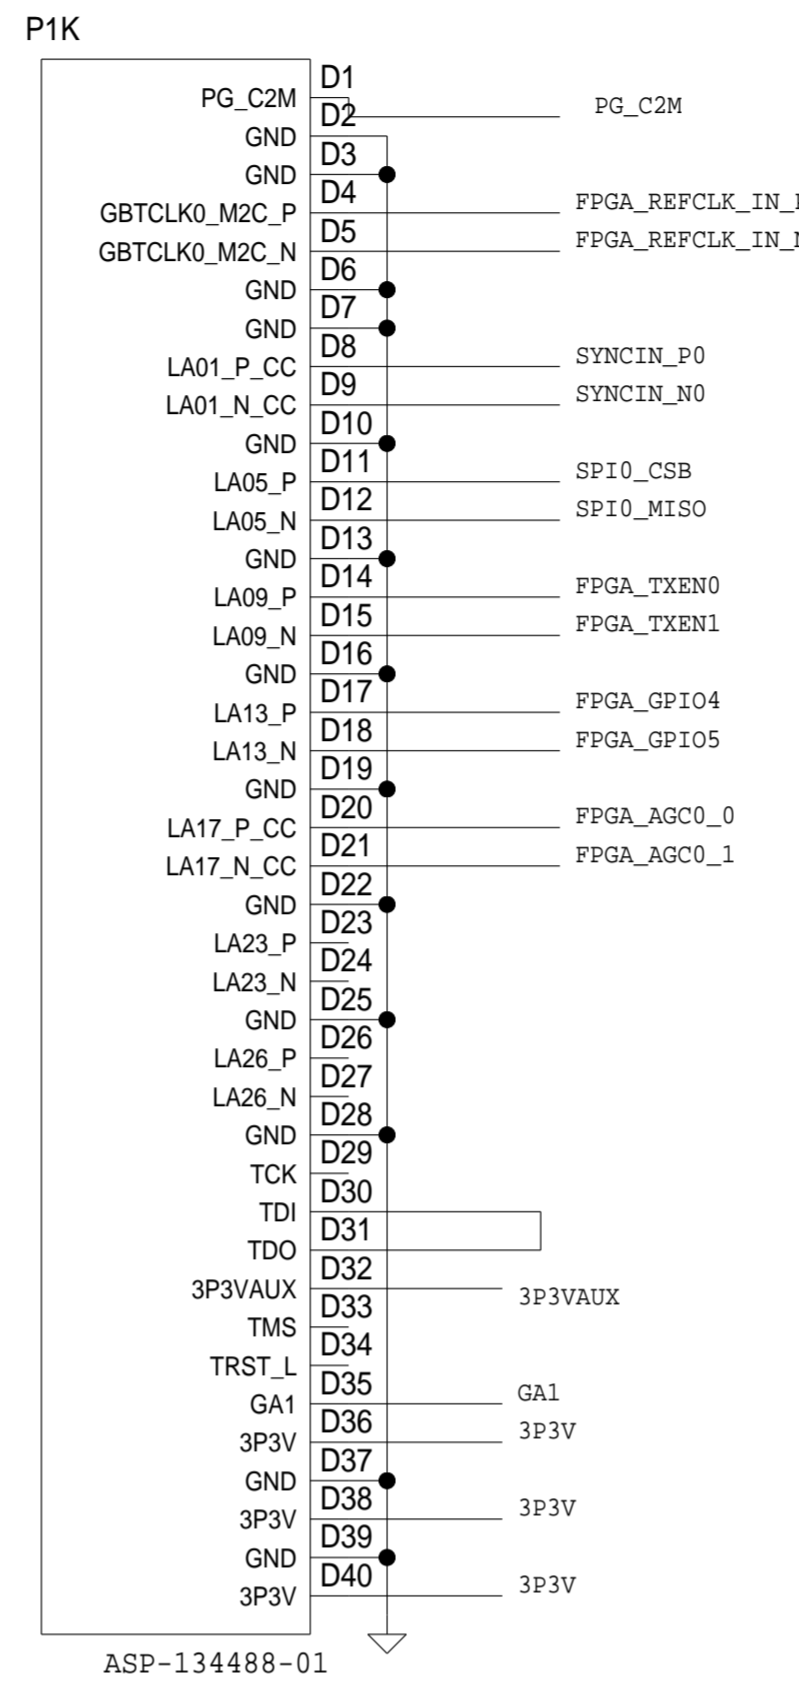 P1K
D1
PG_C2M PG_C2M
D2
GND
D3
GND
D4
GBTCLK0_M2C_P FPGA_REFCLK_IN_
D5
GBTCLK0_M2C_N FPGA_REFCLK_IN_
D6
GND
D7
GND
D8
LA01_P_CC SYNCIN_P0
D9
LA01_N_CC SYNCIN_N0
D10
GND
D11
LA05_P SPI0_CSB
D12
LA05_N SPI0_MISO
D13
GND
D14
LA09_P FPGA_TXEN0
D15
LA09_N FPGA_TXEN1
D16
GND
D17
LA13_P FPGA_GPIO4
D18
LA13_N FPGA_GPIO5
D19
GND
D20
LA17_P_CC FPGA_AGC0_0
D21
LA17_N_CC FPGA_AGC0_1
D22
GND
D23
LA23_P
D24
LA23_N
D25
GND
D26
LA26_P
D27
LA26_N
D28
GND
D29
TCK
D30
TDI
D31
TDO
D32
3P3VAUX 3P3VAUX
D33
TMS
D34
TRST_L
D35
GA1 GA1
D36
3P3V 3P3V
D37
GND
D38
3P3V 3P3V
D39
GND
D40
3P3V 3P3V
ASP-134488-01